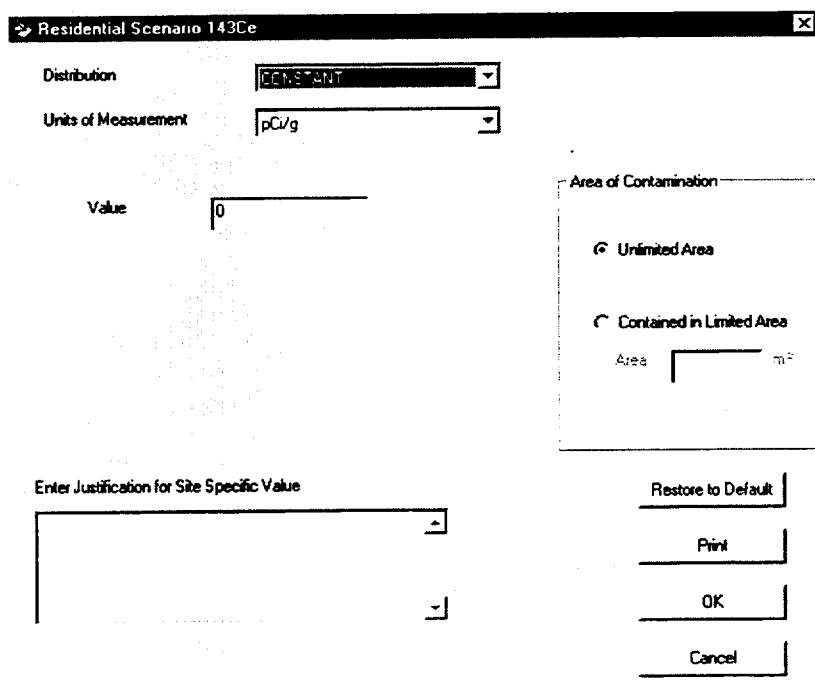 Residential Scenario 143Ce
Distribution
CONSTANT
Units of Measurement
pCi/g
Value
0
Area of Contamination
Unlimited Area
Contained in Limited Area
Area
m²
Enter Justification for Site Specific Value
Restore to Default
Print
OK
Cancel